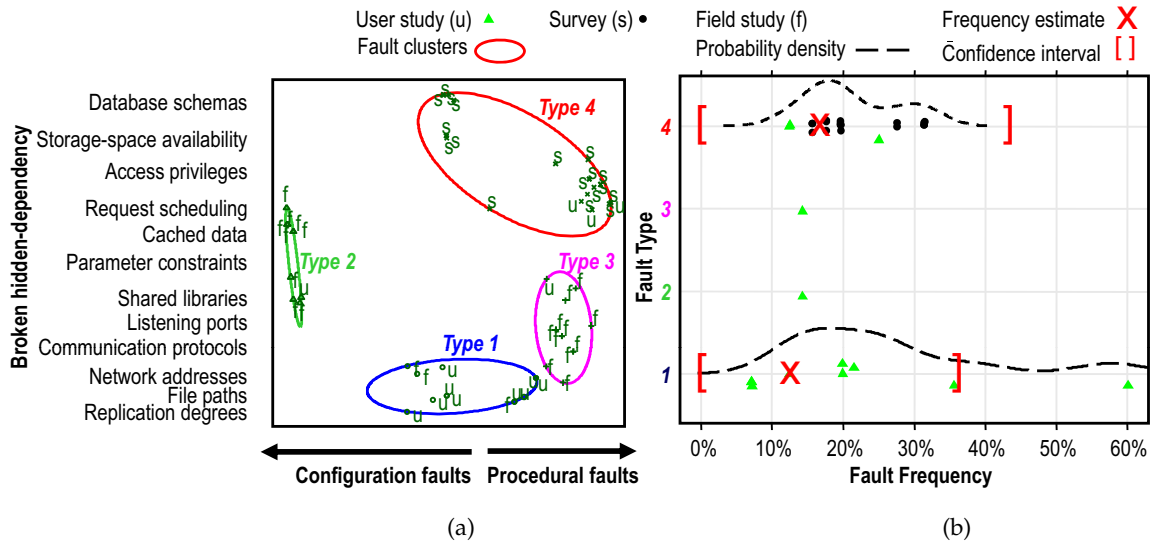 User study (u) Survey (s) Field study (f) Frequency estimate
Fault clusters Probability density Confidence interval
Broken hidden-dependency
Database schemas
Storage-space availability
Access privileges
Request scheduling
Cached data
Parameter constraints
Shared libraries
Listening ports
Communication protocols
Network addresses
File paths
Replication degrees
Type 4
Type 2
Type 3
Type 1
s s s s
s s s
s s
s s s s s s
s s
u s s u
u
f
f f f f
f f
f u
f f
u f
f f
f f f f
f
f f
u f
f u
u u
u f u u u
Configuration faults Procedural faults
(a)
Fault Type
4
3
2
1
0% 10% 20% 30% 40% 50% 60%
Fault Frequency
(b)